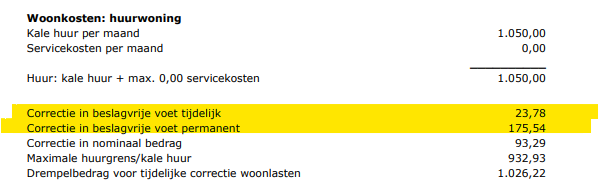 Woonkosten: huurwoning
Kale huur per maand 1.050,00
Servicekosten per maand 0,00
Huur: kale huur + max. 0,00 servicekosten 1.050,00
Correctie in beslagvrije voet tijdelijk 23,78
Correctie in beslagvrije voet permanent 175,54
Correctie in nominaal bedrag 93,29
Maximale huurgrens/kale huur 932,93
Drempelbedrag voor tijdelijke correctie woonlasten 1.026,22